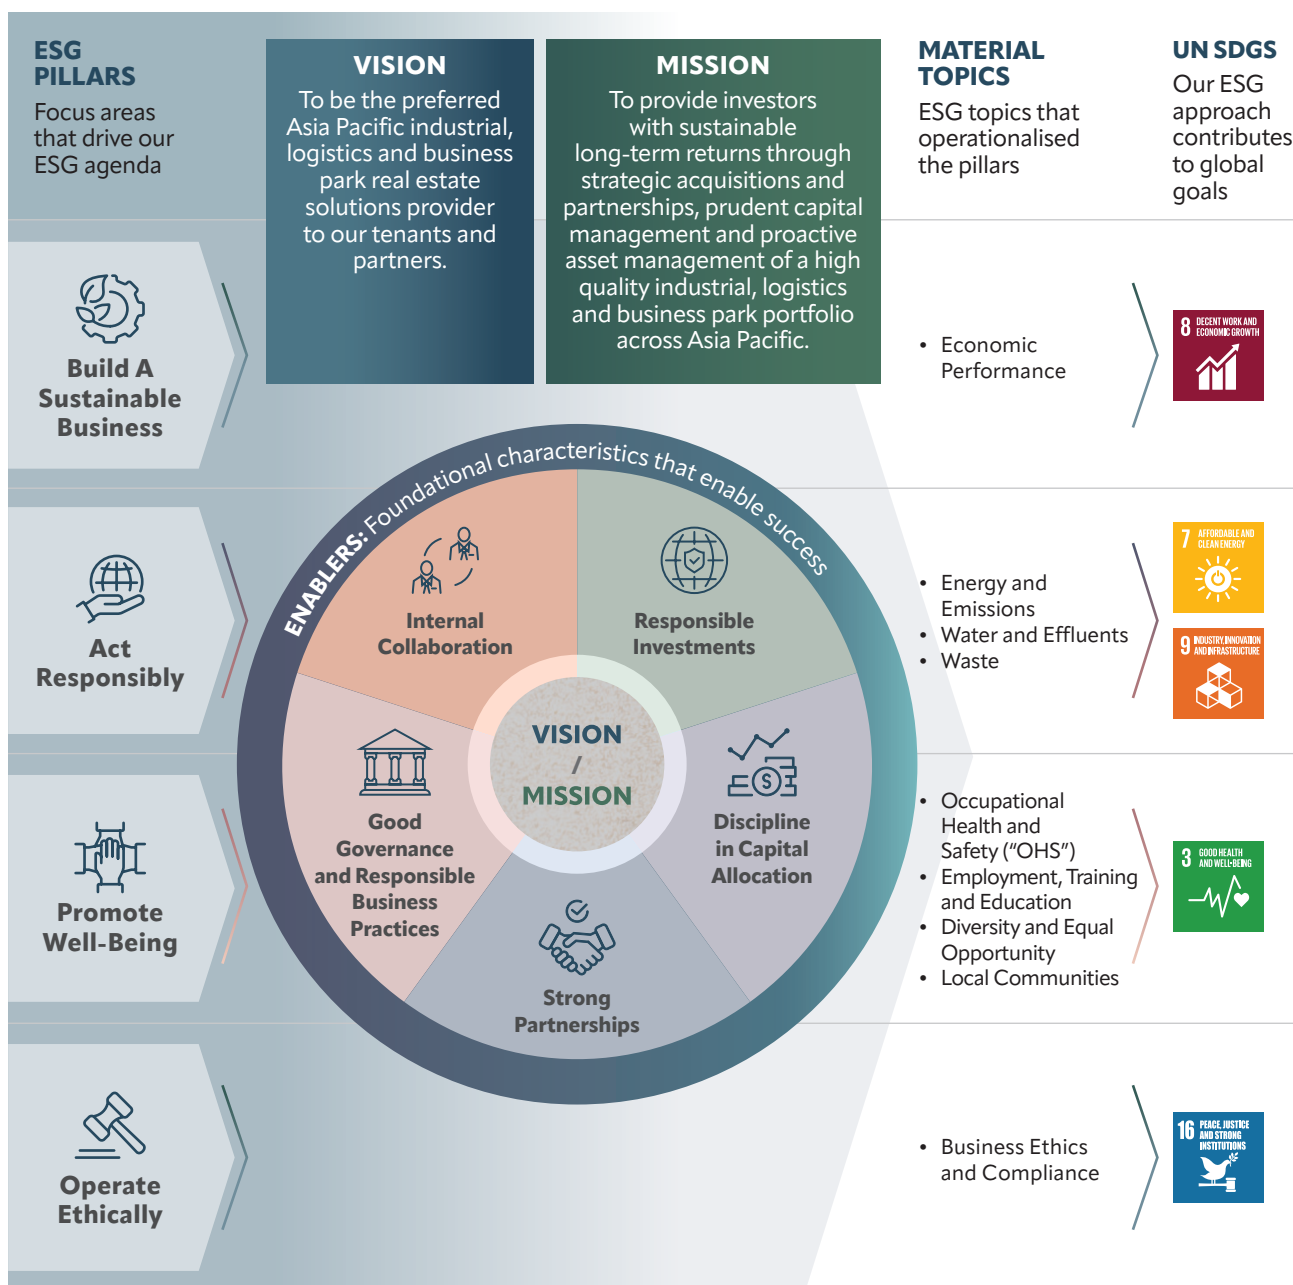 ESG
PILLARS
Focus areas
that drive our
ESG agenda
VISION
To be the preferred
Asia Pacific industrial,
logistics and business
park real estate
solutions provider
to our tenants and
partners.
MISSION
To provide investors
with sustainable
long-term returns through
strategic acquisitions and
partnerships, prudent capital
management and proactive
asset management of a high
quality industrial, logistics
and business park portfolio
across Asia Pacific.
MATERIAL
TOPICS
ESG topics that
operationalised
the pillars
UN SDGS
Our ESG
approach
contributes
to global
goals
Build A
Sustainable
Business
• Economic
Performance
8 DECENT WORK AND
ECONOMIC GROWTH
ENABLERS: Foundational characteristics that enable success
Internal
Collaboration
Responsible
Investments
Good
Governance
and Responsible
Business
Practices
VISION
/
MISSION
Discipline
in Capital
Allocation
Strong
Partnerships
Act
Responsibly
• Energy and
Emissions
• Water and Effluents
• Waste
7 AFFORDABLE AND
CLEAN ENERGY
9 INDUSTRY, INNOVATION
AND INFRASTRUCTURE
Promote
Well-Being
• Occupational
Health and
Safety (“OHS”)
• Employment, Training
and Education
• Diversity and Equal
Opportunity
• Local Communities
3 GOOD HEALTH
AND WELL-BEING
Operate
Ethically
• Business Ethics
and Compliance
16 PEACE, JUSTICE
AND STRONG
INSTITUTIONS